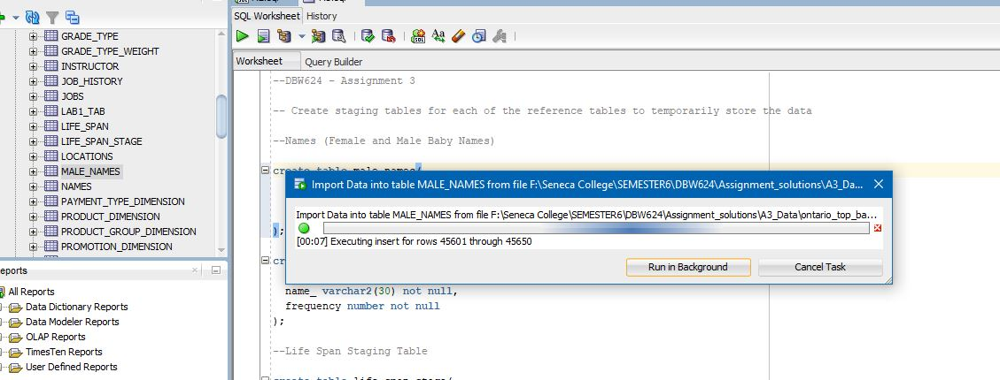 SQL Worksheet History
GRADE_TYPE
GRADE_TYPE_WEIGHT
INSTRUCTOR
JOB_HISTORY
JOBS
LAB1_TAB
LIFE_SPAN
LIFE_SPAN_STAGE
LOCATIONS
MALE_NAMES
NAMES
PAYMENT_TYPE_DIMENSION
PRODUCT_DIMENSION
PRODUCT_GROUP_DIMENSION
PROMOTION_DIMENSION
eports
All Reports
Data Dictionary Reports
Data Modeler Reports
OLAP Reports
TimesTen Reports
User Defined Reports
Worksheet Query Builder
--DBW624 - Assignment 3
-- Create staging tables for each of the reference tables to temporarily store the data
--Names (Female and Male Baby Names)
create table male_names(
);
name_ varchar2(30) not null,
frequency number not null
);
--Life Span Staging Table
create table life_span_stage(
Import Data into table MALE_NAMES from file F:\Seneca College\SEMESTER6\DBW624\Assignment_solutions\A3_Da...
Import Data into table MALE_NAMES from file F:\Seneca College\SEMESTER6\DBW624\Assignment_solutions\A3_Data\ontario_top_ba...
[00:07] Executing insert for rows 45601 through 45650
Run in Background Cancel Task